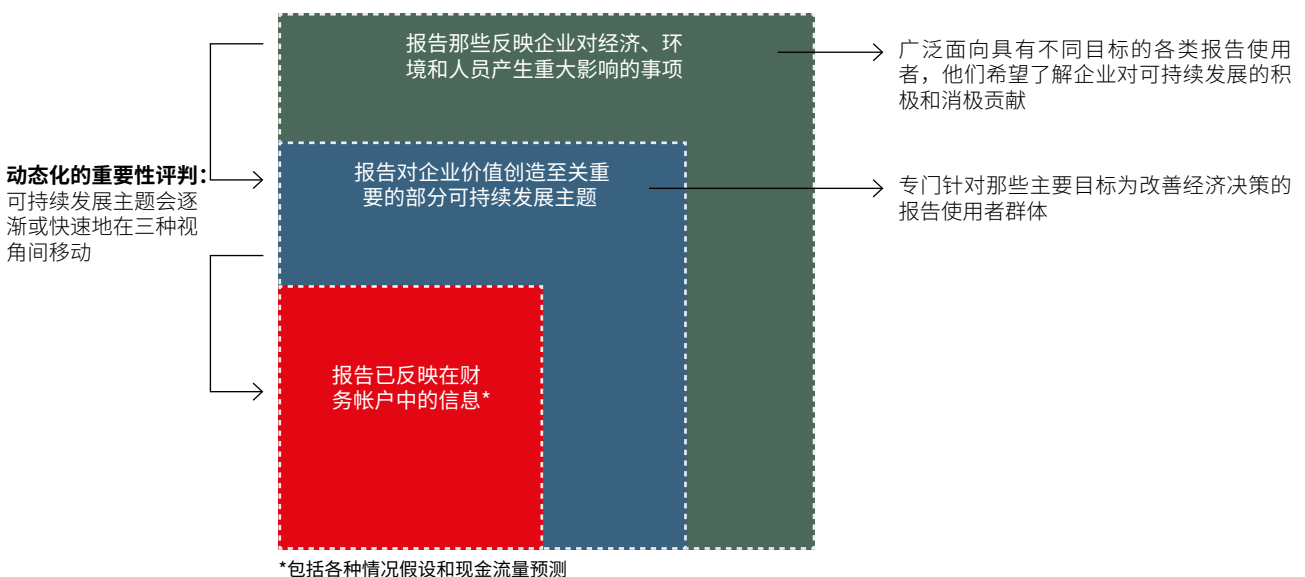 报告那些反映企业对经济、环
境和人员产生重大影响的事项
广泛面向具有不同目标的各类报告使用
者，他们希望了解企业对可持续发展的积
极和消极贡献
动态化的重要性评判：
可持续发展主题会逐
渐或快速地在三种视
角间移动
报告对企业价值创造至关重
要的部分可持续发展主题
专门针对那些主要目标为改善经济决策的
报告使用者群体
报告已反映在财
务帐户中的信息*
*包括各种情况假设和现金流量预测